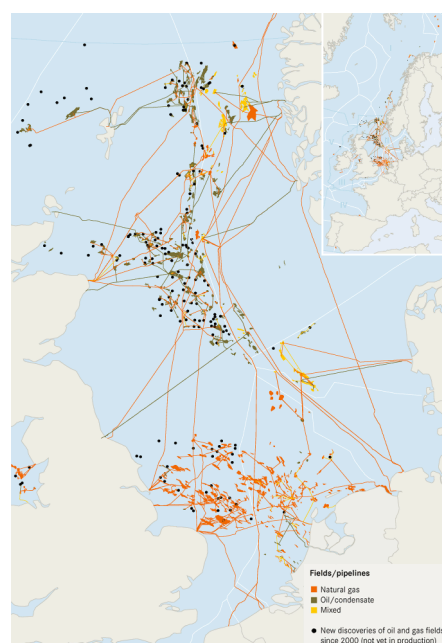 Fields/pipelines
Natural gas
Oil/condensate
Mixed
New discoveries of oil and gas fields
since 2000 (not yet in production)